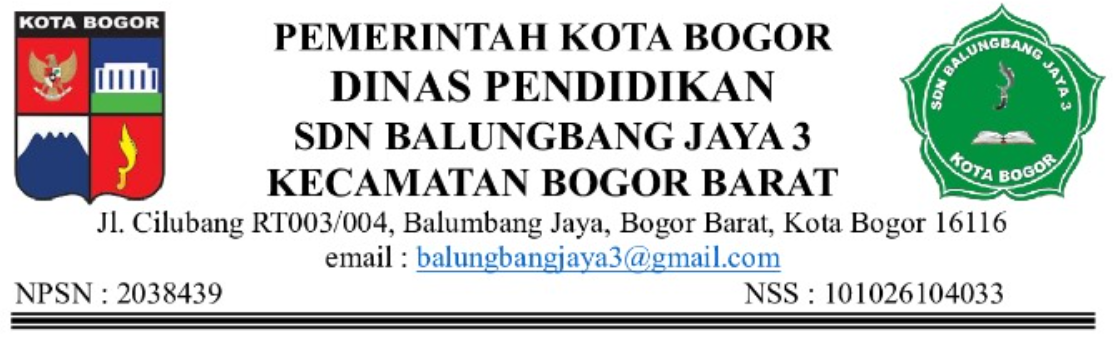 KOTA BOGOR
PEMERINTAH KOTA BOGOR
DINAS PENDIDIKAN
SDN BALUNGBANG JAYA 3
KECAMATAN BOGOR BARAT
SDN BALUNGBANG JAYA 3
KOTA BOGOR
Jl. Cilubang RT003/004, Balumbang Jaya, Bogor Barat, Kota Bogor 16116
email : balungbangjaya3@gmail.com
NPSN : 2038439 NSS : 101026104033